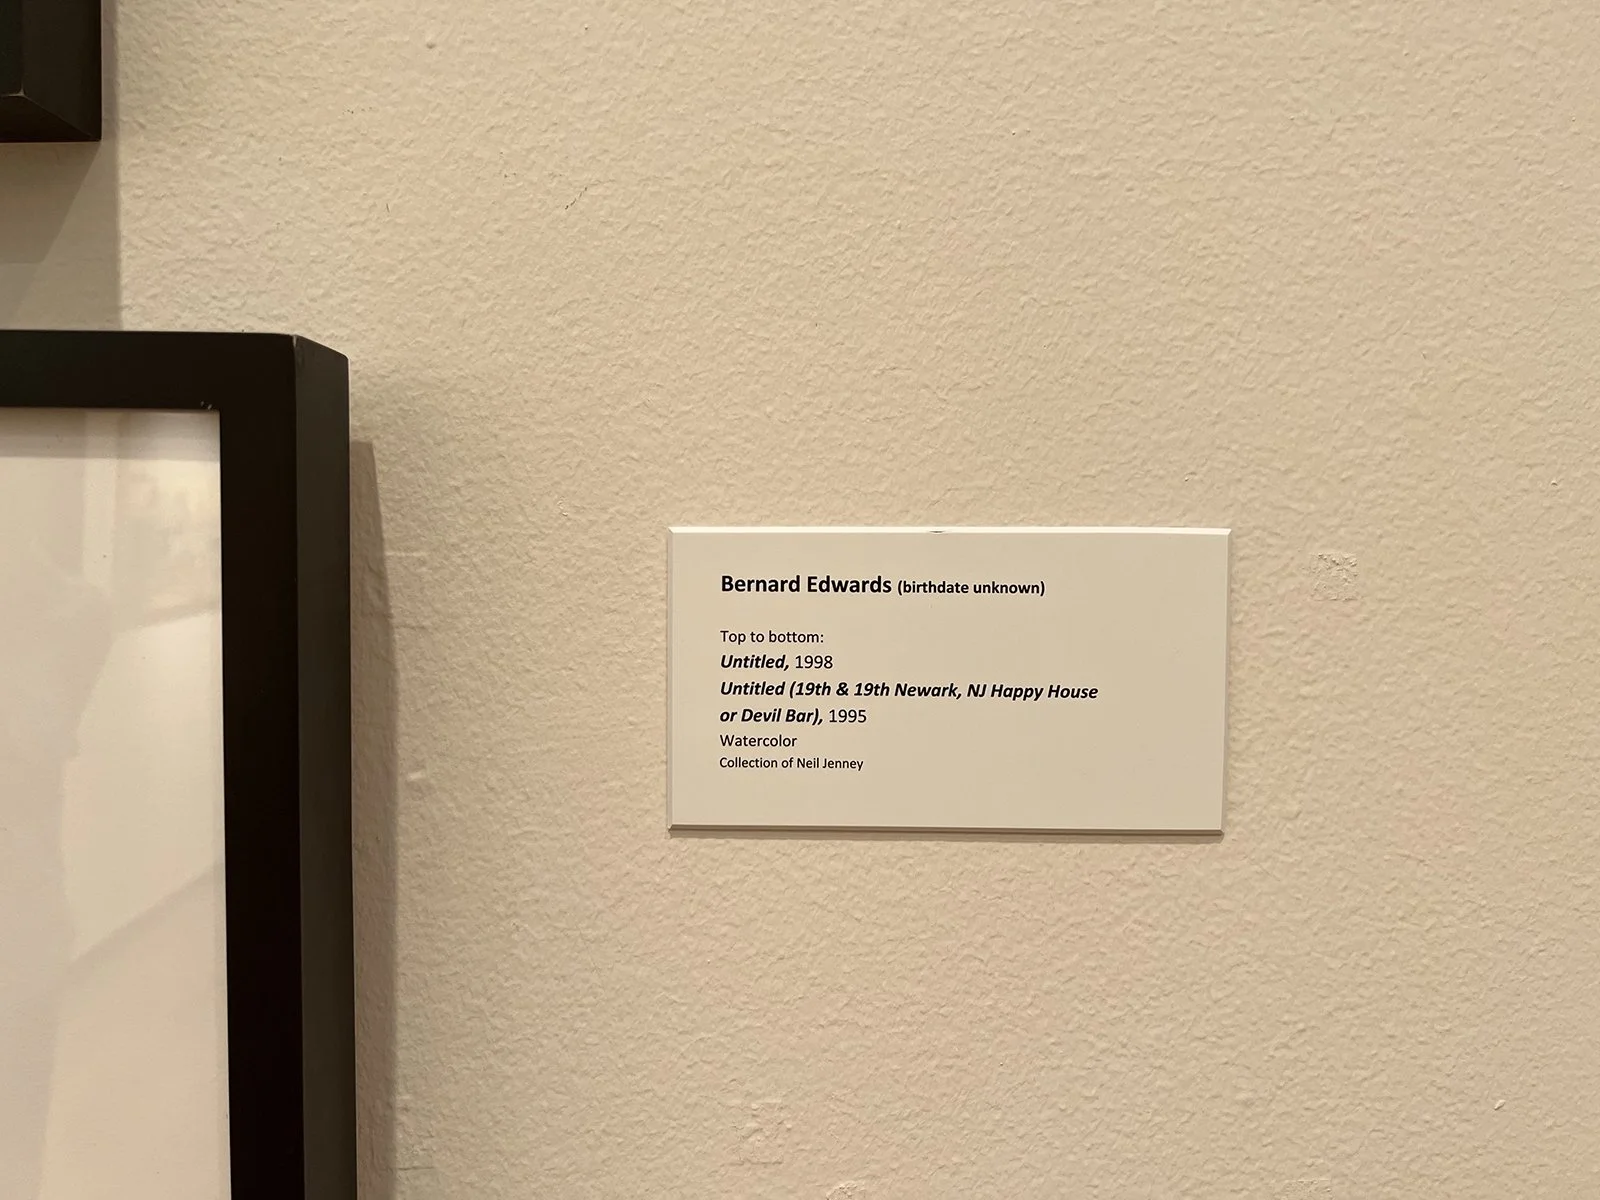 Bernard Edwards (birthdate unknown)
Top to bottom:
Untitled, 1998
Untitled (19th & 19th Newark, NJ Happy House
or Devil Bar), 1995
Watercolor
Collection of Neil Jenney